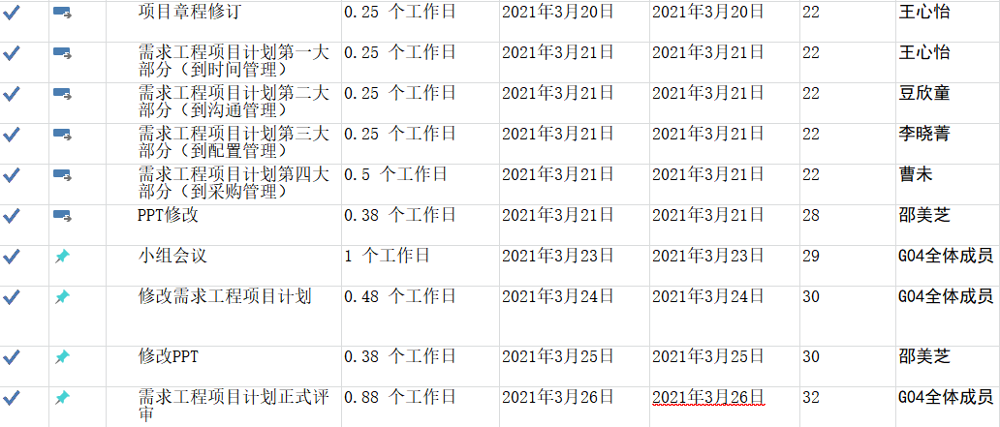 项目章程修订 0.25 个工作日 2021年3月20日 2021年3月20日 22 王心怡
需求工程项目计划第一大 0.25 个工作日 2021年3月21日 2021年3月21日 22 王心怡
部分（到时间管理）
需求工程项目计划第二大 0.25 个工作日 2021年3月21日 2021年3月21日 22 豆欣童
部分（到沟通管理）
需求工程项目计划第三大 0.25 个工作日 2021年3月21日 2021年3月21日 22 李晓菁
部分（到配置管理）
需求工程项目计划第四大 0.5 个工作日 2021年3月21日 2021年3月21日 22 曹未
部分（到采购管理）
PPT修改 0.38 个工作日 2021年3月21日 2021年3月21日 28 邵美芝
小组会议 1 个工作日 2021年3月23日 2021年3月23日 29 G04全体成员
修改需求工程项目计划 0.48 个工作日 2021年3月24日 2021年3月24日 30 G04全体成员
修改PPT 0.38 个工作日 2021年3月25日 2021年3月25日 30 邵美芝
需求工程项目计划正式评 0.88 个工作日 2021年3月26日 2021年3月26日 32 G04全体成员
审